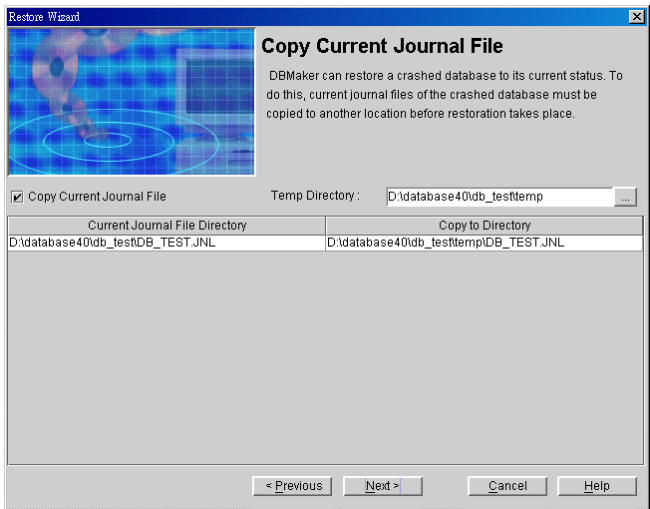 Restore Wizard
Copy Current Journal File
DBMaker can restore a crashed database to its current status. To
do this, current journal files of the crashed database must be
copied to another location before restoration takes place.
Copy Current Journal File
Temp Directory :
D:\database40\db_test\temp
...
Current Journal File Directory
Copy to Directory
D:\database40\db_test\DB_TEST.JNL
D:\database40\db_test\temp\DB_TEST.JNL
< Previous
Next >
Cancel
Help